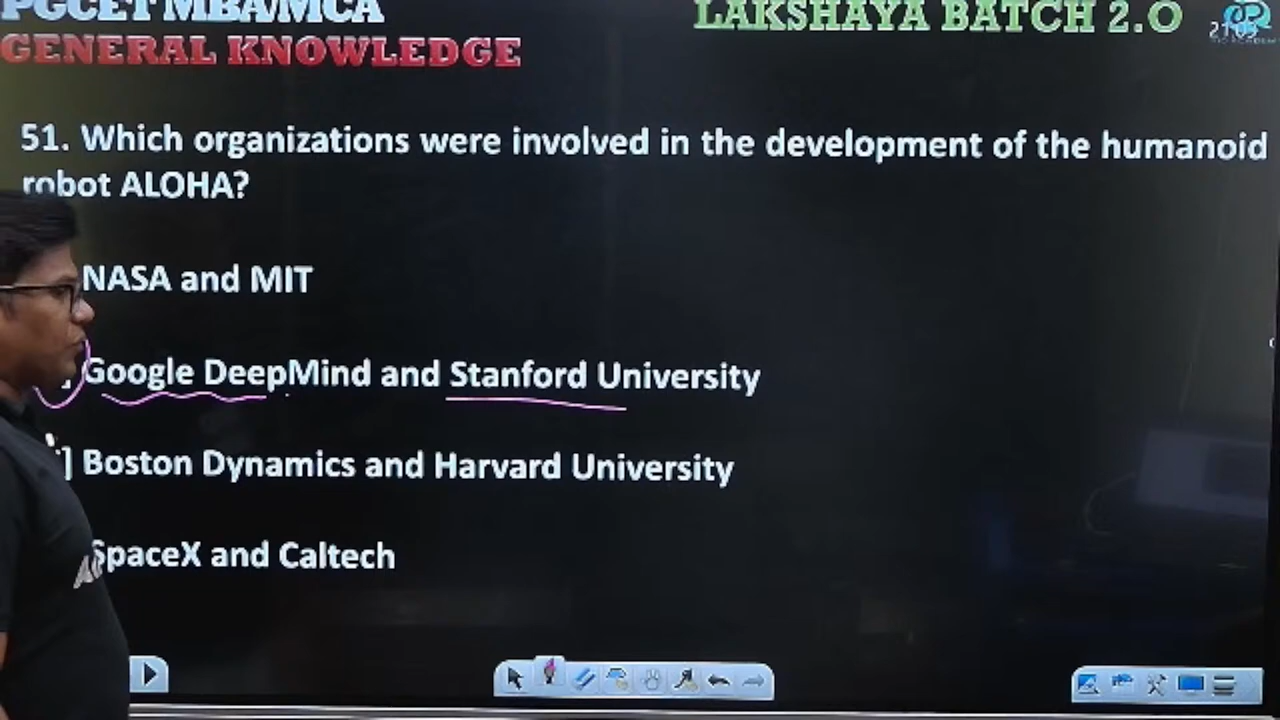 PGCET MBA/MCA
LAKSHAYA BATCH 2.O
GENERAL KNOWLEDGE
51. Which organizations were involved in the development of the humanoid
robot ALOHA?
NASA and MIT
] Google DeepMind and Stanford University
] Boston Dynamics and Harvard University
SpaceX and Caltech